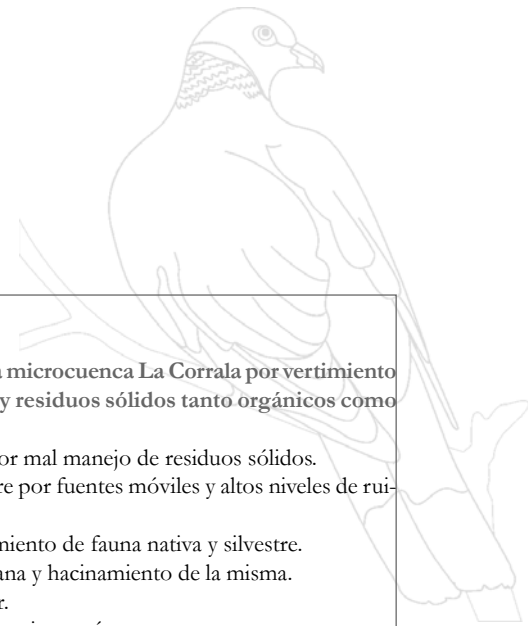 microcuenca La Corrala por vertimiento
y residuos sólidos tanto orgánicos como
or mal manejo de residuos sólidos.
re por fuentes móviles y altos niveles de rui-
miento de fauna nativa y silvestre.
ana y hacinamiento de la misma.
r.